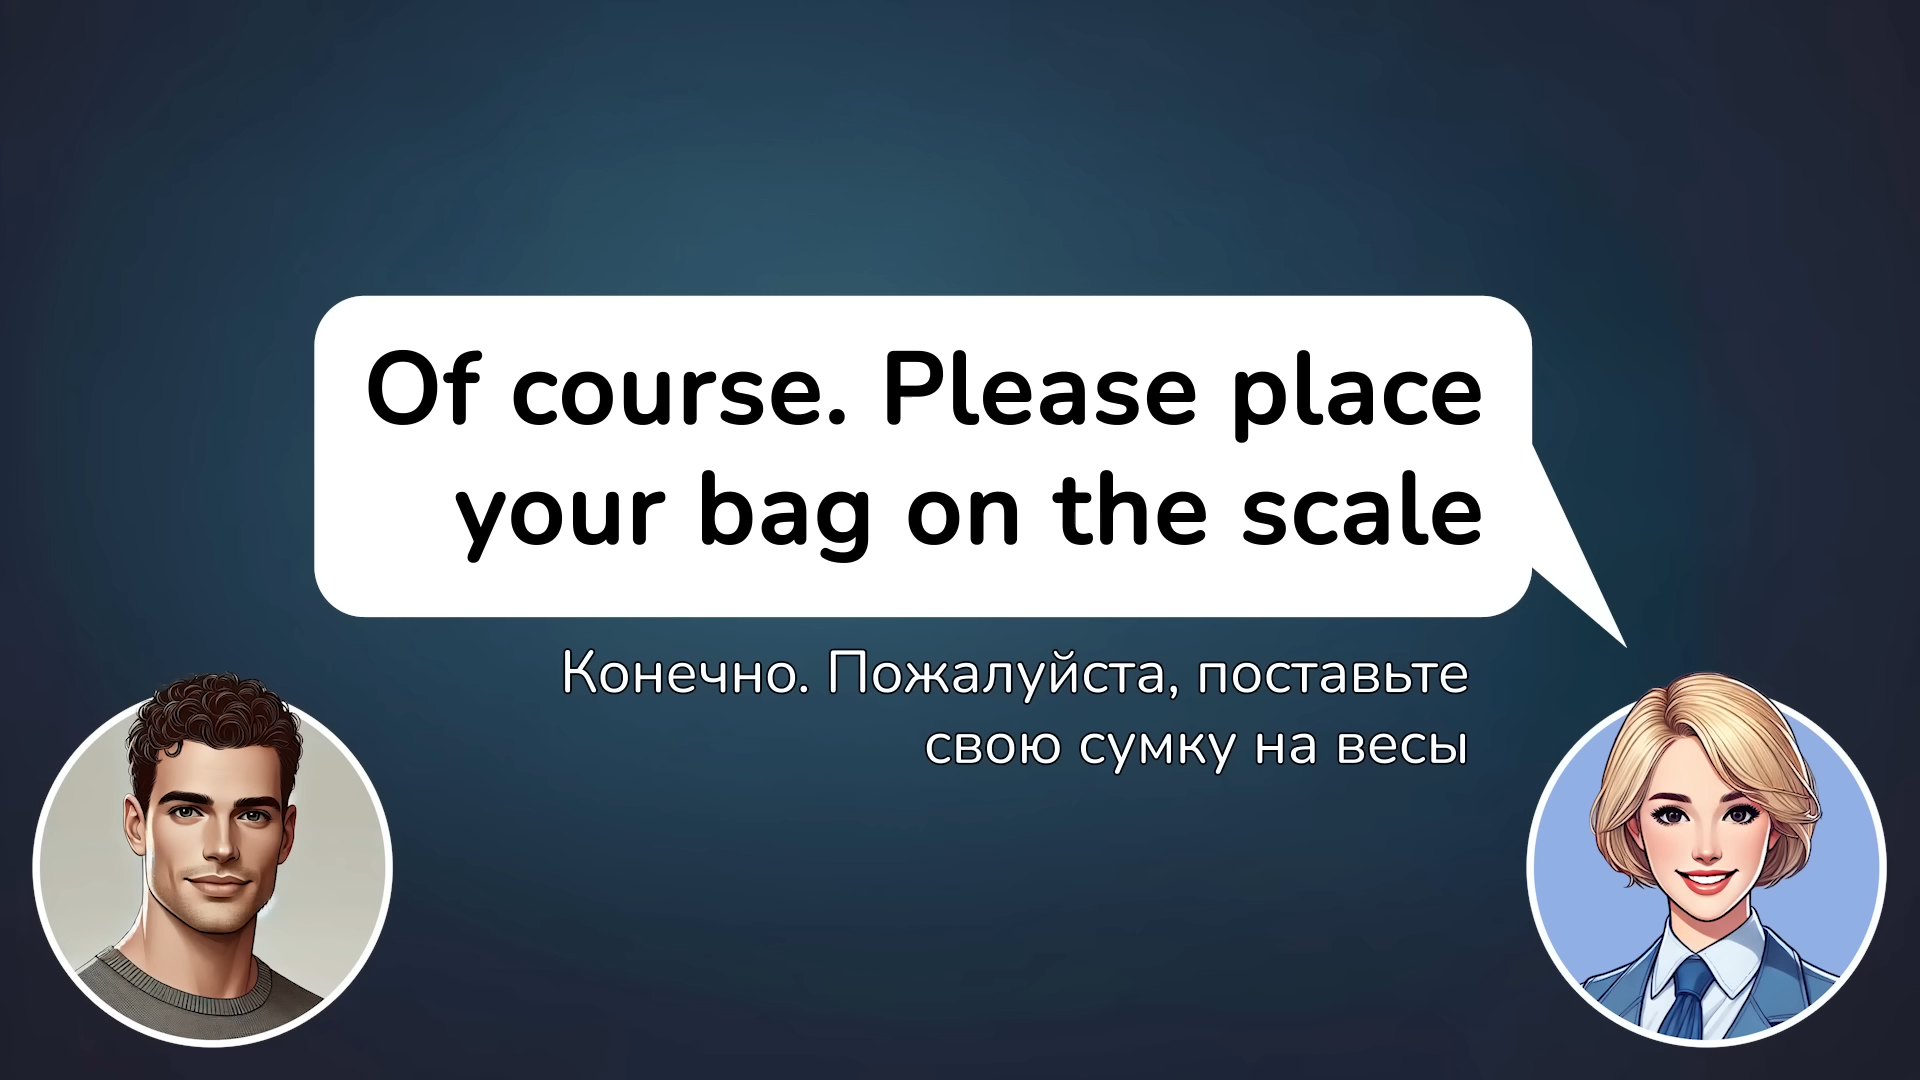 Of course. Please place
your bag on the scale
Конечно. Пожалуйста, поставьте
свою сумку на весы